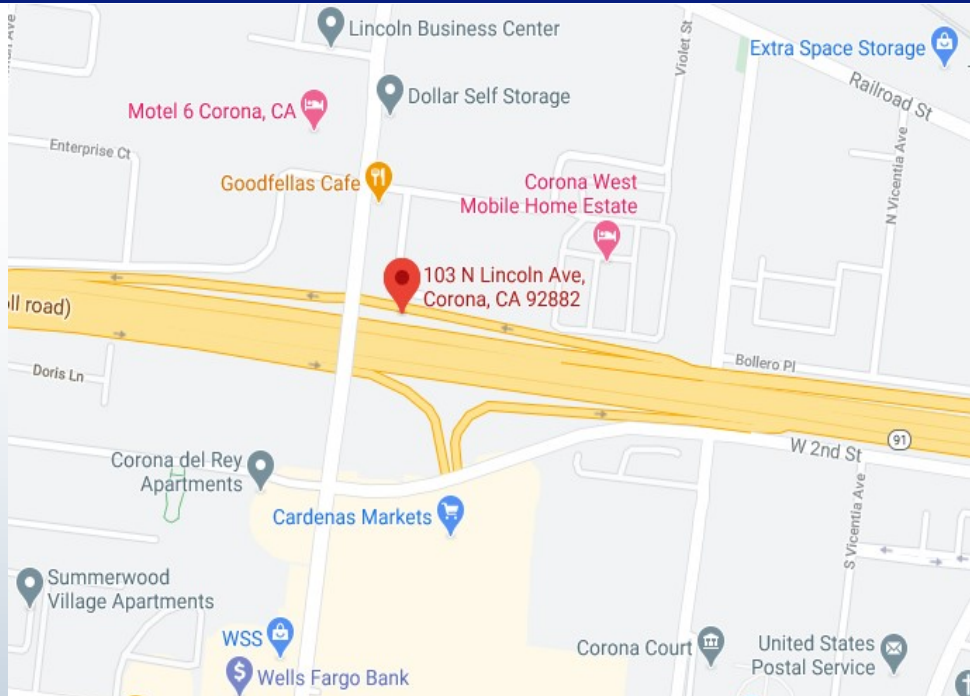 Lincoln Business Center
Violet St
Extra Space Storage
Railroad St
Dollar Self Storage
Motel 6 Corona, CA
Enterprise Ct
Goodfellas Cafe
Corona West
Mobile Home Estate
N Vicentia Ave
103 N Lincoln Ave,
Corona, CA 92882
oll road)
Doris Ln
Bollero Pl
91
W 2nd St
Corona del Rey
Apartments
Cardenas Markets
S Vicentia Ave
Summerwood
Village Apartments
WSS
Wells Fargo Bank
Corona Court
United States
Postal Service